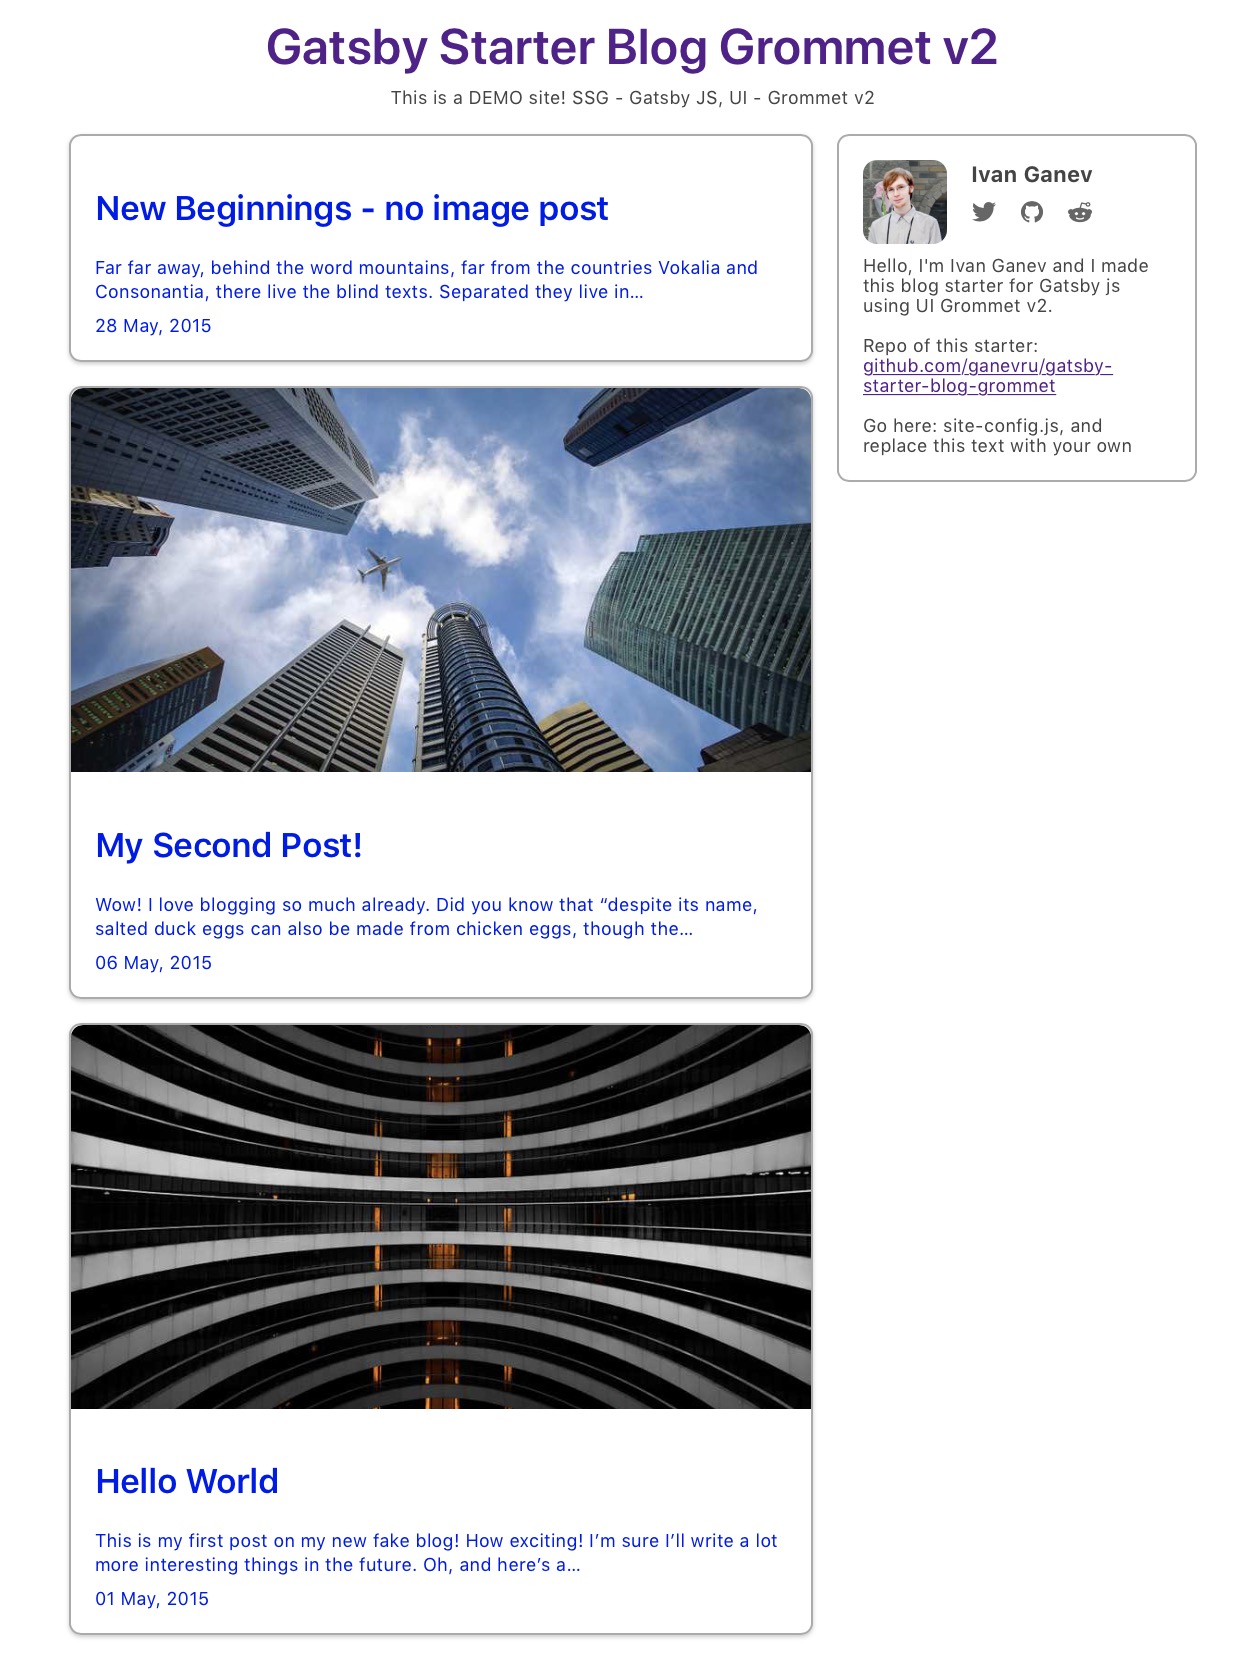 Gatsby Starter Blog Grommet v2
This is a DEMO site! SSG - Gatsby JS, UI - Grommet v2
New Beginnings - no image post
Far far away, behind the word mountains, far from the countries Vokalia and
Consonantia, there live the blind texts. Separated they live in…
28 May, 2015
My Second Post!
Wow! I love blogging so much already. Did you know that “despite its name,
salted duck eggs can also be made from chicken eggs, though the…
06 May, 2015
Hello World
This is my first post on my new fake blog! How exciting! I’m sure I’ll write a lot
more interesting things in the future. Oh, and here’s a…
01 May, 2015
Ivan Ganev
Hello, I'm Ivan Ganev and I made
this blog starter for Gatsby js
using UI Grommet v2.
Repo of this starter:
github.com/ganevru/gatsby-
starter-blog-grommet
Go here: site-config.js, and
replace this text with your own